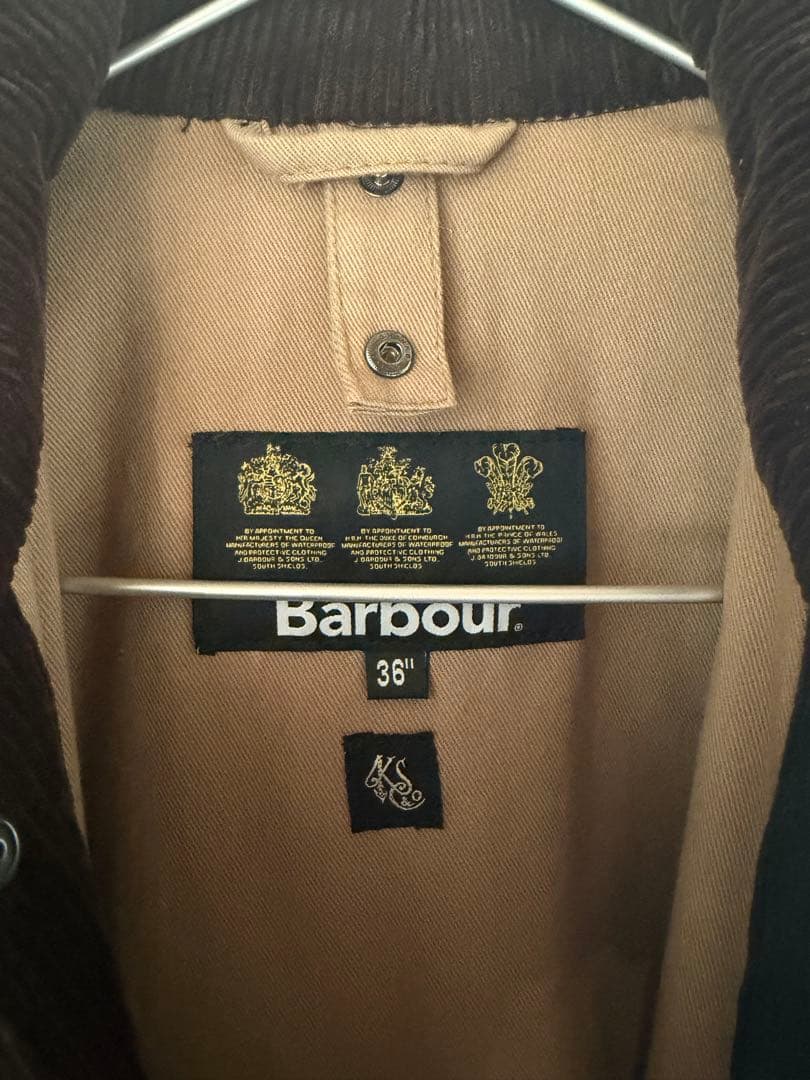 BY APPOINTMENT TO
HER MAJESTY THE QUEEN
MANUFACTURERS OF WATERPROOF
AND PROTECTIVE CLOTHING
J. BARBOUR & SONS LTD.
SOUTH SHIELDS
BY APPOINTMENT TO
H.R.H. THE DUKE OF EDINBURGH
MANUFACTURERS OF WATERPROOF
AND PROTECTIVE CLOTHING
J. BARBOUR & SONS LTD.
SOUTH SHIELDS
BY APPOINTMENT TO
H.R.H. THE PRINCE OF WALES
MANUFACTURERS OF WATERPROOF
AND PROTECTIVE CLOTHING
J. BARBOUR & SONS LTD.
SOUTH SHIELDS
Barbour®
36"